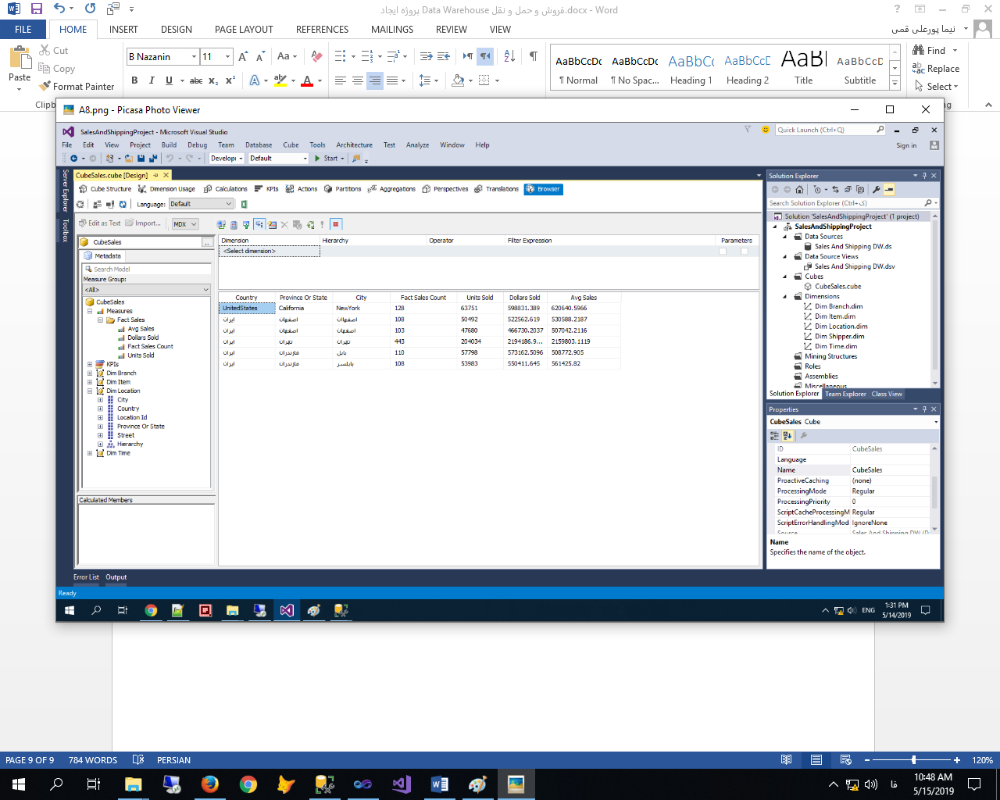 پروژه ایجاد Data Warehouse فروش و حمل و نقل.docx - Word
FILE HOME INSERT DESIGN PAGE LAYOUT REFERENCES MAILINGS REVIEW VIEW نیما پورعلی قمی
Paste
Cut
Copy
Format Painter
B Nazanin 11
AaBbCcDc ¶ Normal
AaBbCcDc ¶ No Spac...
AaBbCc Heading 1
AaBbCcC Heading 2
AaBl Title
AaBbCcD Subtitle
Find
Replace
Select
A8.png - Picasa Photo Viewer
SalesAndShippingProject - Microsoft Visual Studio
Quick Launch (Ctrl+Q)
File Edit View Project Build Debug Team Database Cube Tools Architecture Test Analyze Window Help
Sign in
Develop Default Start
Server Explorer
Toolbox
CubeSales.cube [Design]
Cube Structure Dimension Usage Calculations KPIs Actions Partitions Aggregations Perspectives Translations Browser
Language: Default
Edit as Text Import... MDX
CubeSales
Metadata
Search Model
Measure Group:
<All>
CubeSales
Measures
Fact Sales
Avg Sales
Dollars Sold
Fact Sales Count
Units Sold
KPIs
Dim Branch
Dim Item
Dim Location
City
Country
Location Id
Province Or State
Street
Hierarchy
Dim Time
Calculated Members
Dimension Hierarchy Operator Filter Expression Parameters
<Select dimension>
Country Province Or State City Fact Sales Count Units Sold Dollars Sold Avg Sales
UnitedStates California NewYork 128 63751 598831.389 620640.5966
ایران اصفهان اصفهاان 108 50492 522562.619 530588.2187
ایران اصفهان اصفهان 103 47680 466730.2037 507042.2116
ایران تهران تهران 443 204034 2194186.9... 2159803.1119
ایران مازندران بابل 110 57798 573162.5096 508772.905
ایران مازندران بابلسر 108 53983 550411.645 561425.82
Solution Explorer
Search Solution Explorer (Ctrl+ک)
Solution 'SalesAndShippingProject' (1 project)
SalesAndShippingProject
Data Sources
Sales And Shipping DW.ds
Data Source Views
Sales And Shipping DW.dsv
Cubes
CubeSales.cube
Dimensions
Dim Branch.dim
Dim Item.dim
Dim Location.dim
Dim Shipper.dim
Dim Time.dim
Mining Structures
Roles
Assemblies
Miscellaneous
Solution Explorer Team Explorer Class View
Properties
CubeSales Cube
ID CubeSales
Language
Name CubeSales
ProactiveCaching (none)
ProcessingMode Regular
ProcessingPriority 0
ScriptCacheProcessingM Regular
ScriptErrorHandlingMod IgnoreNone
Source Sales And Shipping DW (D
Name
Specifies the name of the object.
Error List Output
Ready
ENG 1:31 PM
5/14/2019
PAGE 9 OF 9 784 WORDS PERSIAN 120%
فا 10:48 AM
5/15/2019